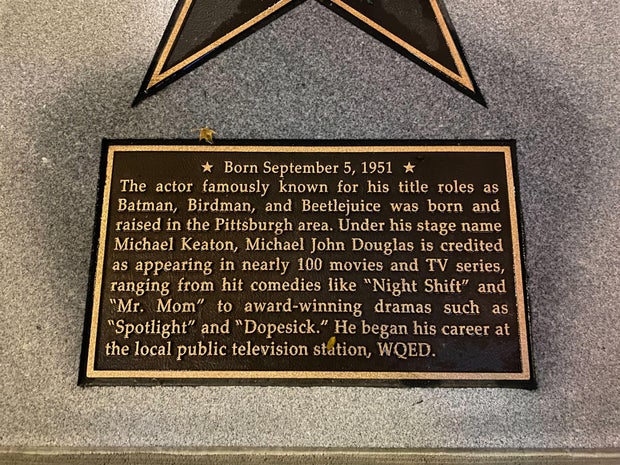 ★ Born September 5, 1951 ★
The actor famously known for his title roles as
Batman, Birdman, and Beetlejuice was born and
raised in the Pittsburgh area. Under his stage name
Michael Keaton, Michael John Douglas is credited
as appearing in nearly 100 movies and TV series,
ranging from hit comedies like “Night Shift” and
“Mr. Mom” to award-winning dramas such as
“Spotlight” and “Dopesick.” He began his career at
the local public television station, WQED.